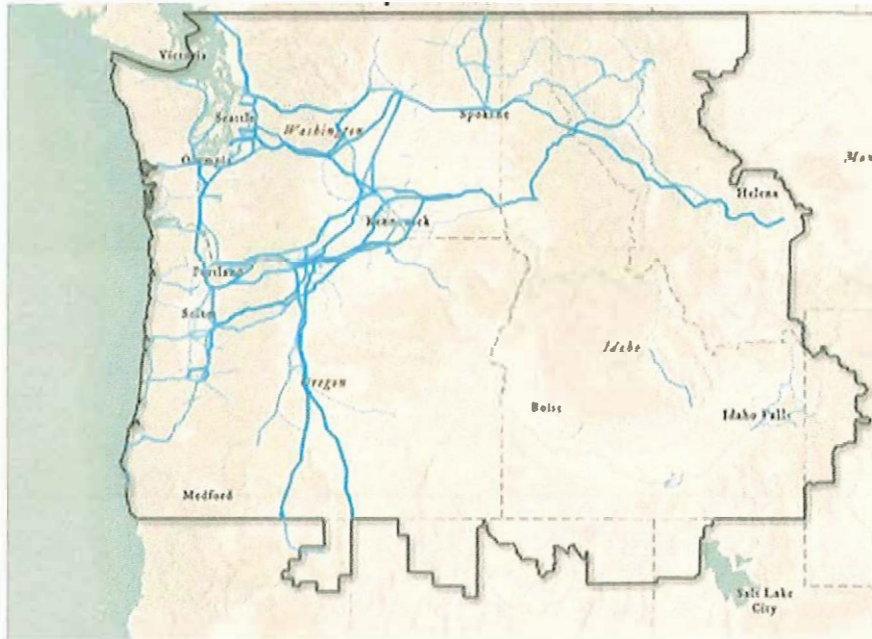 Victoria
Seattle
Washington
Spokane
Olympia
Helena
Kennewick
Portland
Salem
Idaho
Oregon
Boise
Idaho Falls
Medford
Salt Lake
City